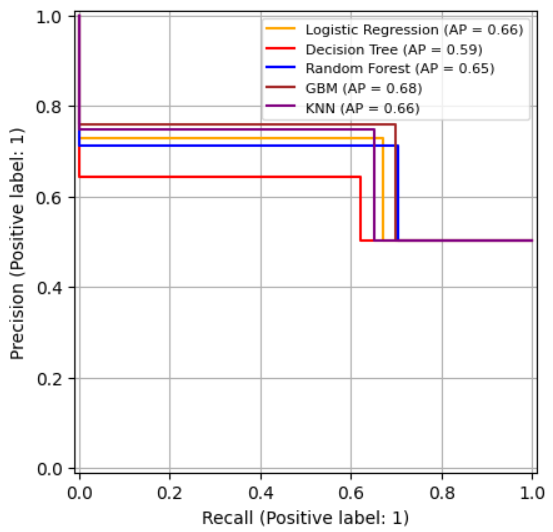 Logistic Regression (AP = 0.66)
Decision Tree (AP = 0.59)
Random Forest (AP = 0.65)
GBM (AP = 0.68)
KNN (AP = 0.66)
Precision (Positive label: 1)
1.0
0.8
0.6
0.4
0.2
0.0
0.0 0.2 0.4 0.6 0.8 1.0
Recall (Positive label: 1)